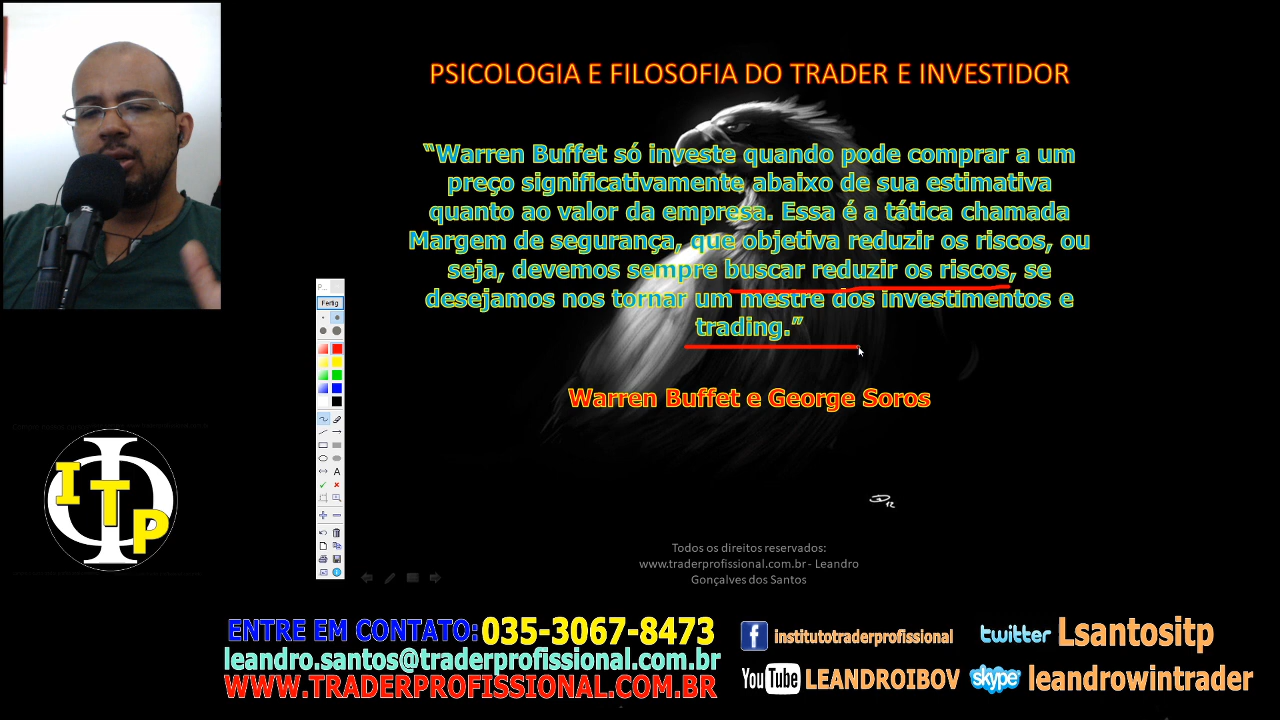 PSICOLOGIA E FILOSOFIA DO TRADER E INVESTIDOR
“Warren Buffet só investe quando pode comprar a um
preço significativamente abaixo de sua estimativa
quanto ao valor da empresa. Essa é a tática chamada
Margem de segurança, que objetiva reduzir os riscos, ou
seja, devemos sempre buscar reduzir os riscos, se
desejamos nos tornar um mestre dos investimentos e
trading.”
Warren Buffet e George Soros
P...
Fertig
A
ITP
12
Todos os direitos reservados:
www.traderprofissional.com.br - Leandro
Gonçalves dos Santos
ENTRE EM CONTATO: 035-3067-8473
leandro.santos@traderprofissional.com.br
WWW.TRADERPROFISSIONAL.COM.BR
f institutotraderprofissional
twitter Lsantositp
YouTube LEANDROIBOV
skype leandrowintrader